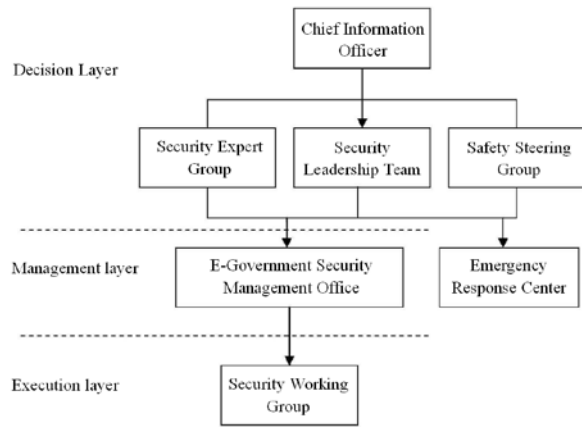 Chief Information
Officer
Decision Layer
Security Expert
Group
Security
Leadership Team
Safety Steering
Group
Management layer
E-Government Security
Management Office
Emergency
Response Center
Execution layer
Security Working
Group